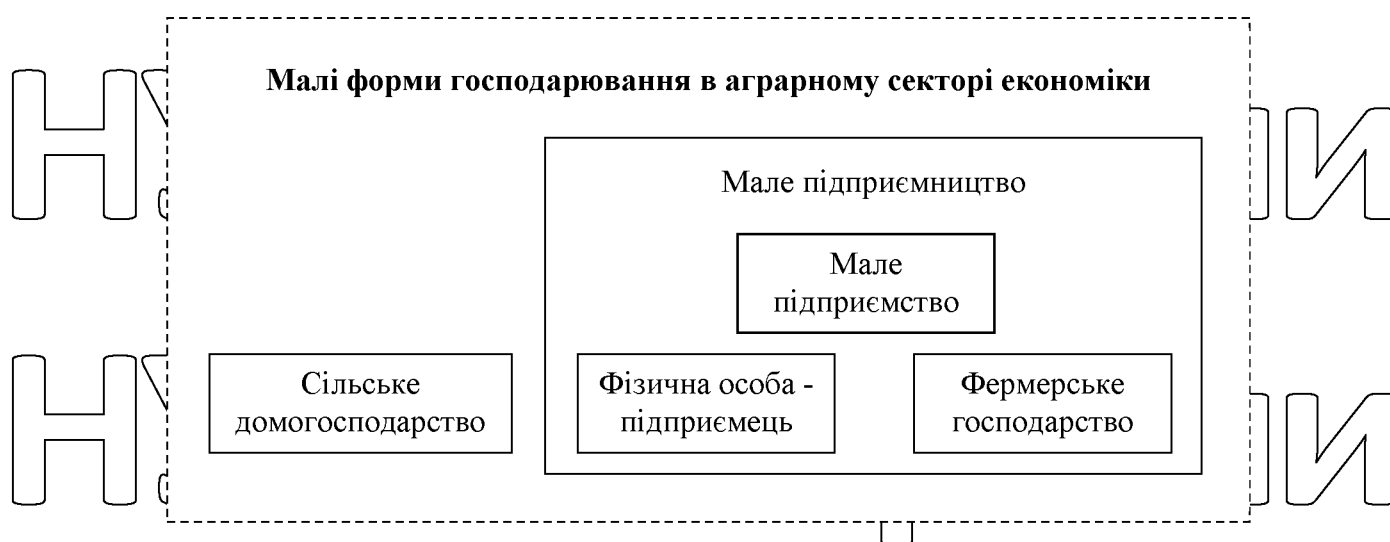 Малі форми господарювання в аграрному секторі економіки
Мале підприємництво
Мале
підприємство
Сільське
домогосподарство
Фізична особа -
підприємець
Фермерське
господарство